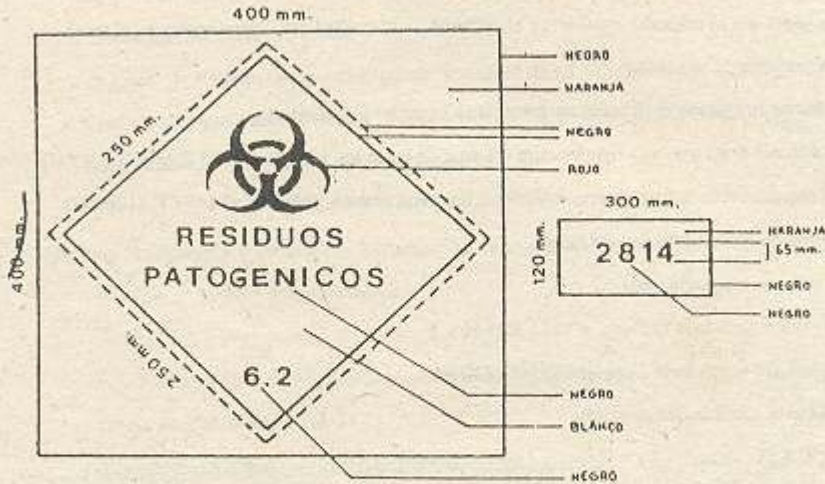 400 mm.
NEGRO
NARANJA
250 mm.
NEGRO
ROJO
400 mm.
RESIDUOS
PATOGENICOS
6.2
250 mm.
NEGRO
BLANCO
NEGRO
300 mm.
120 mm.
2814
NARANJA
65 mm.
NEGRO
NEGRO